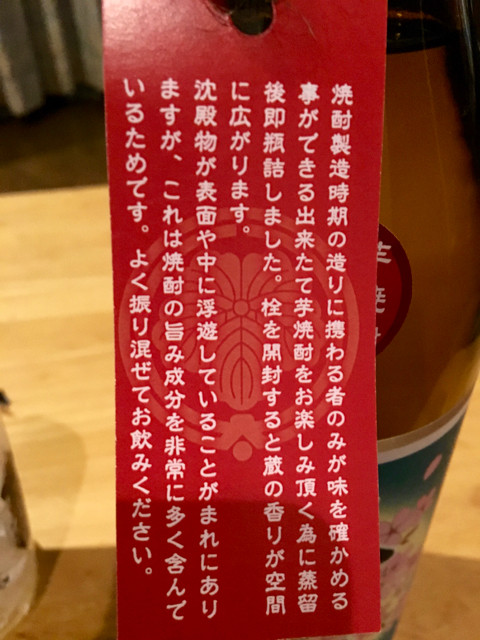 焼酎製造時期の造りに携わる者のみが味を確かめる
事ができる出来たて芋焼酎をお楽しみ頂く為に蒸留
後即瓶詰しました。栓を開封すると蔵の香りが空間
に広がります。
沈殿物が表面や中に浮遊していることがまれにあり
ますが、これは焼酎の旨み成分を非常に多く含んで
いるためです。よく振り混ぜてお飲みください。
芋焼